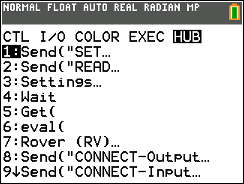 NORMAL FLOAT AUTO REAL RADIAN MP
CTL I/O COLOR EXEC HUB
1:Send("SET…
2:Send("READ…
3:Settings…
4:Wait
5:Get(
6:eval(
7:Rover (RV)…
8:Send("CONNECT-Output…
9↓Send("CONNECT-Input…